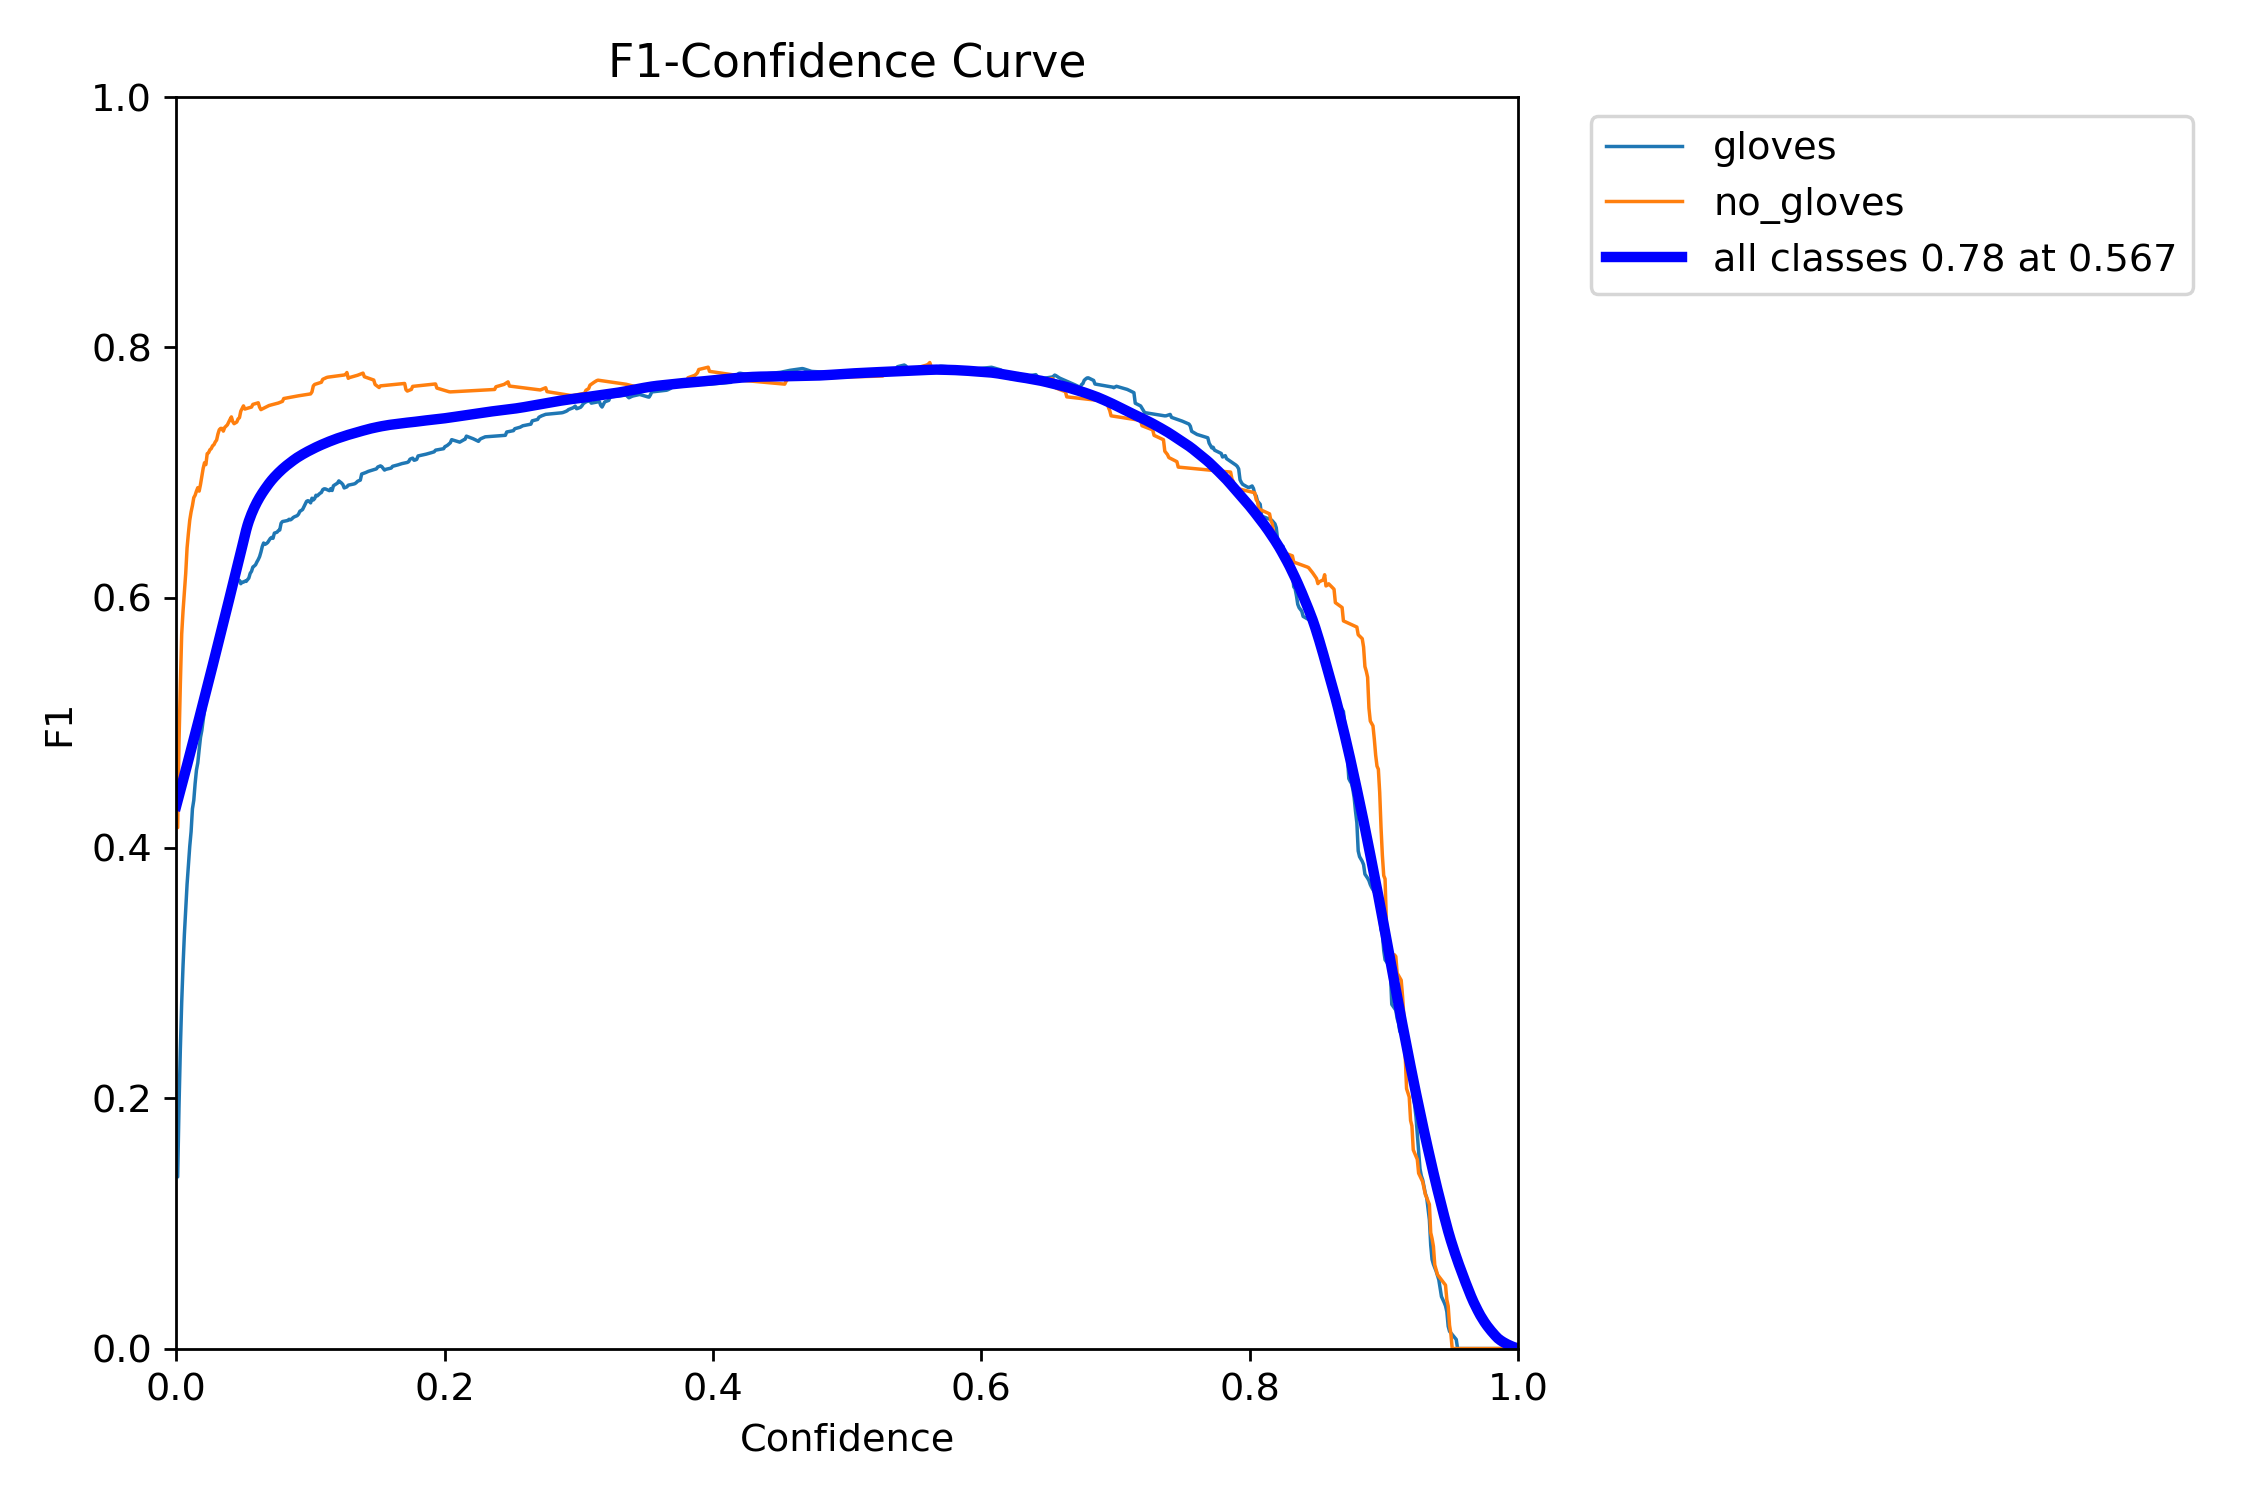 F1-Confidence Curve
1.0
0.8
0.6
0.4
0.2
0.0
F1
0.0 0.2 0.4 0.6 0.8 1.0
Confidence
gloves
no_gloves
all classes 0.78 at 0.567